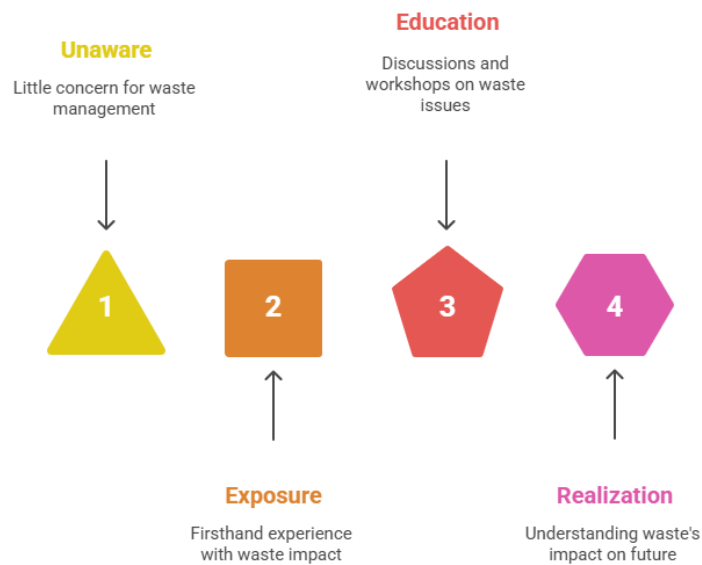 Unaware
Little concern for waste
management
1
Exposure
Firsthand experience
with waste impact
2
Education
Discussions and
workshops on waste
issues
3
Realization
Understanding waste's
impact on future
4